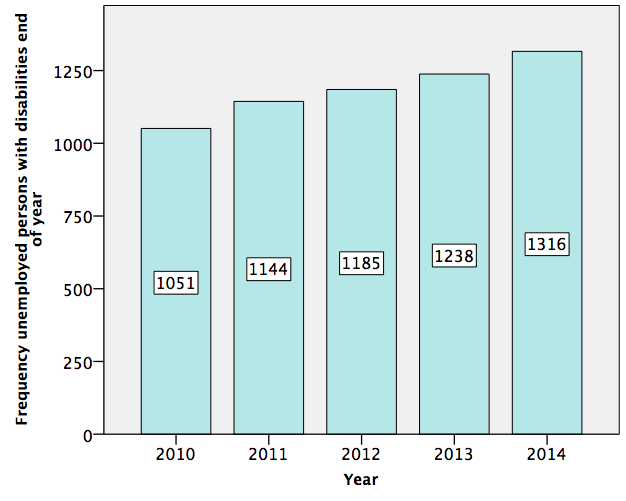 Frequency unemployed persons with disabilities end
of year
1250
1000
750
500
250
0
1051
1144
1185
1238
1316
2010 2011 2012 2013 2014
Year